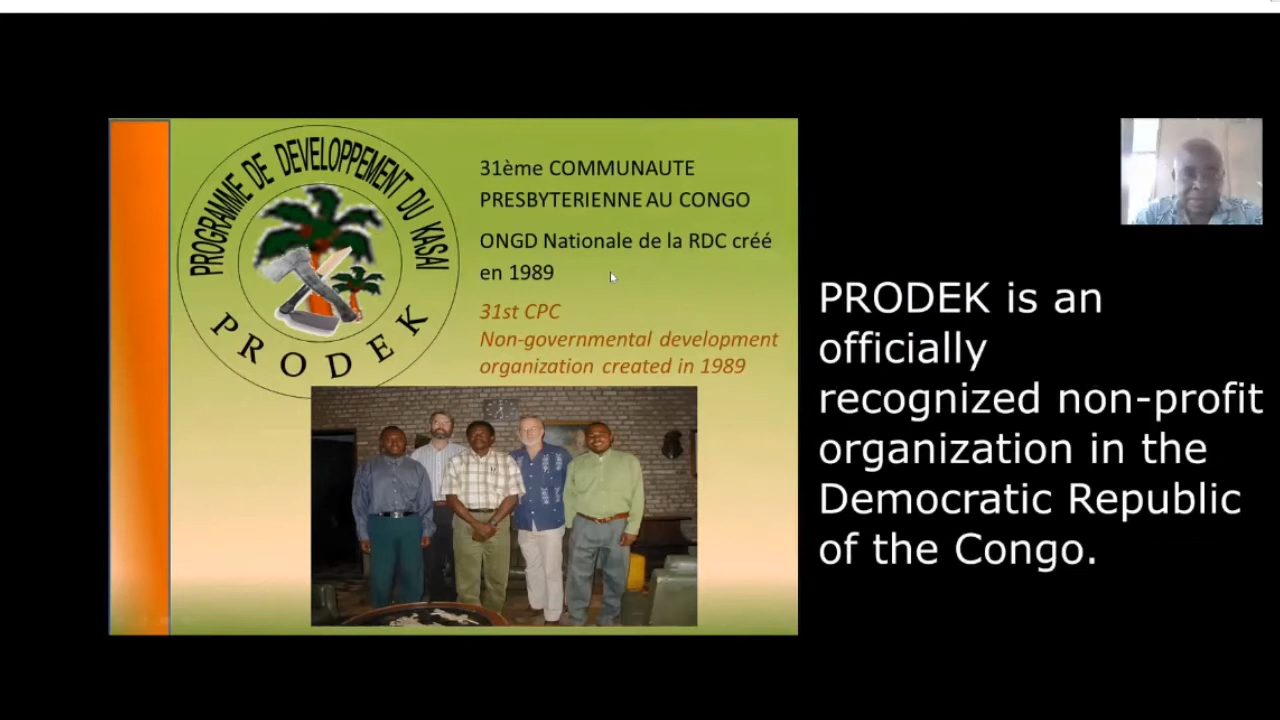 PROGRAMME DE DEVELOPPEMENT DU KASAI
PRODEK
31ème COMMUNAUTE
PRESBYTERIENNE AU CONGO
ONGD Nationale de la RDC créé
en 1989
31st CPC
Non-governmental development
organization created in 1989
PRODEK is an
officially
recognized non-profit
organization in the
Democratic Republic
of the Congo.